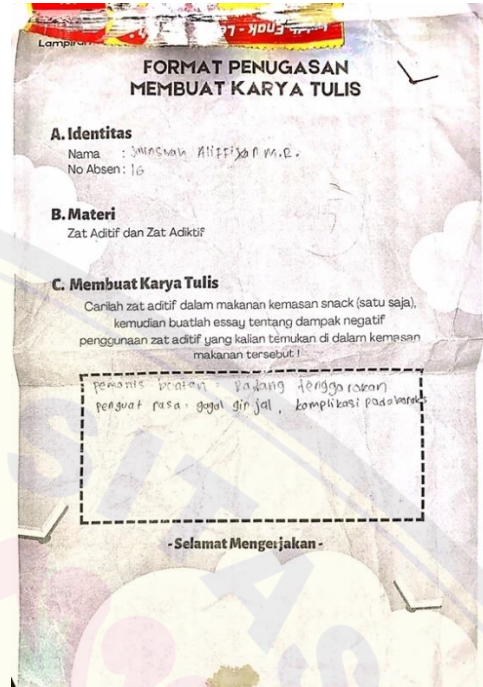 Enak - Le
Lampiran
FORMAT PENUGASAN
MEMBUAT KARYA TULIS
A. Identitas
Nama : M.R.
No Absen : 16
B. Materi
Zat Aditif dan Zat Adiktif
C. Membuat Karya Tulis
Carilah zat aditif dalam makanan kemasan snack (satu saja),
kemudian buatlah essay tentang dampak negatif
penggunaan zat aditif yang kalian temukan di dalam kemasan
makanan tersebut !
pemanis buatan : Radang tenggorokan
penguat rasa : gagal ginjal, komplikasi pada
- Selamat Mengerjakan -
SITAS